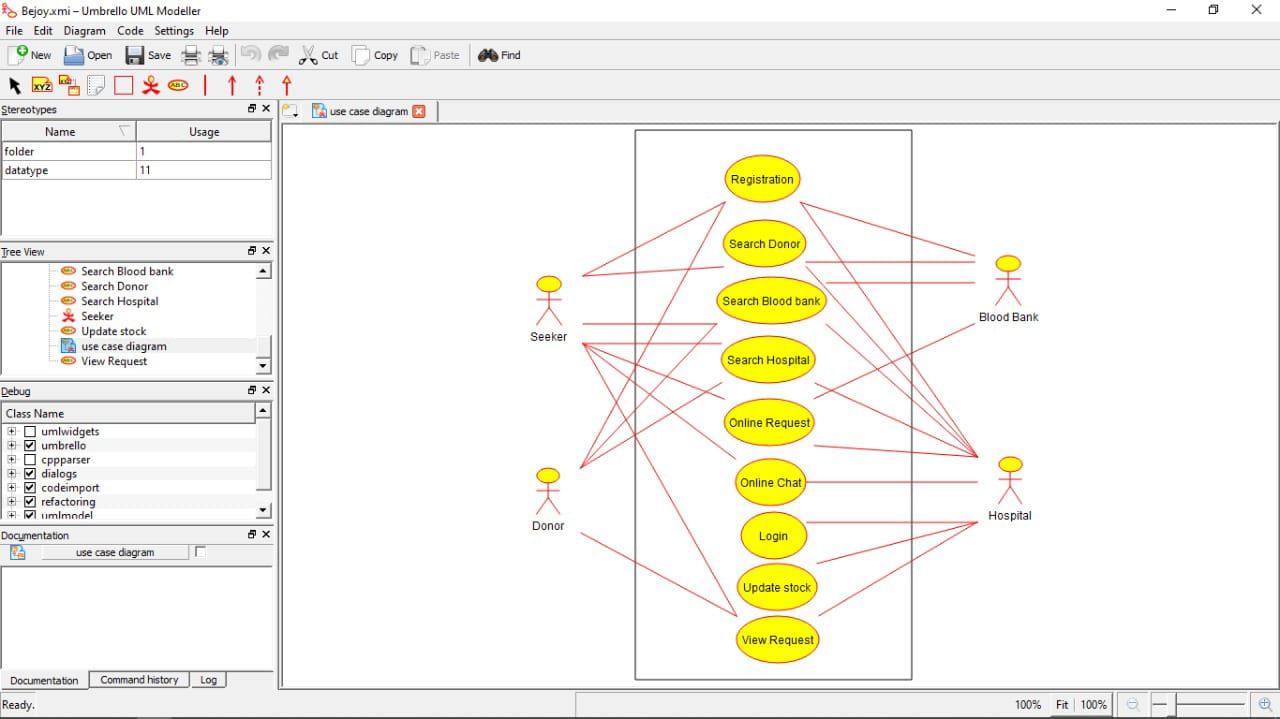 Bejoy.xmi – Umbrello UML Modeller
File Edit Diagram Code Settings Help
New Open Save Cut Copy Paste Find
XYZ ABC
Stereotypes
Name Usage
folder 1
datatype 11
Tree View
Search Blood bank
Search Donor
Search Hospital
Seeker
Update stock
use case diagram
View Request
Debug
Class Name
umlwidgets
umbrello
cppparser
dialogs
codeimport
refactoring
umlmodel
Documentation
use case diagram
Documentation Command history Log
Ready.
use case diagram
Registration
Search Donor
Search Blood bank
Search Hospital
Online Request
Online Chat
Login
Update stock
View Request
Seeker
Donor
Blood Bank
Hospital
100% Fit 100%